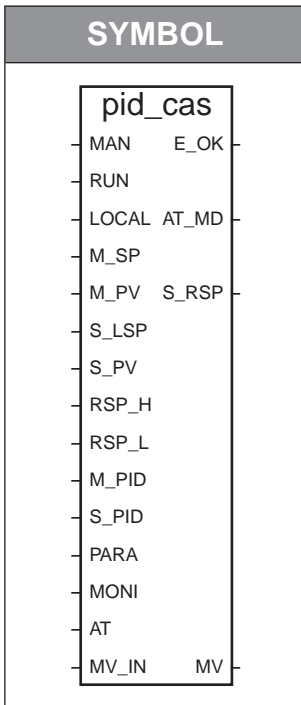 SYMBOL
pid_cas
MAN E_OK
RUN
LOCAL AT_MD
M_SP
M_PV S_RSP
S_LSP
S_PV
RSP_H
RSP_L
M_PID
S_PID
PARA
MONI
AT
MV_IN MV